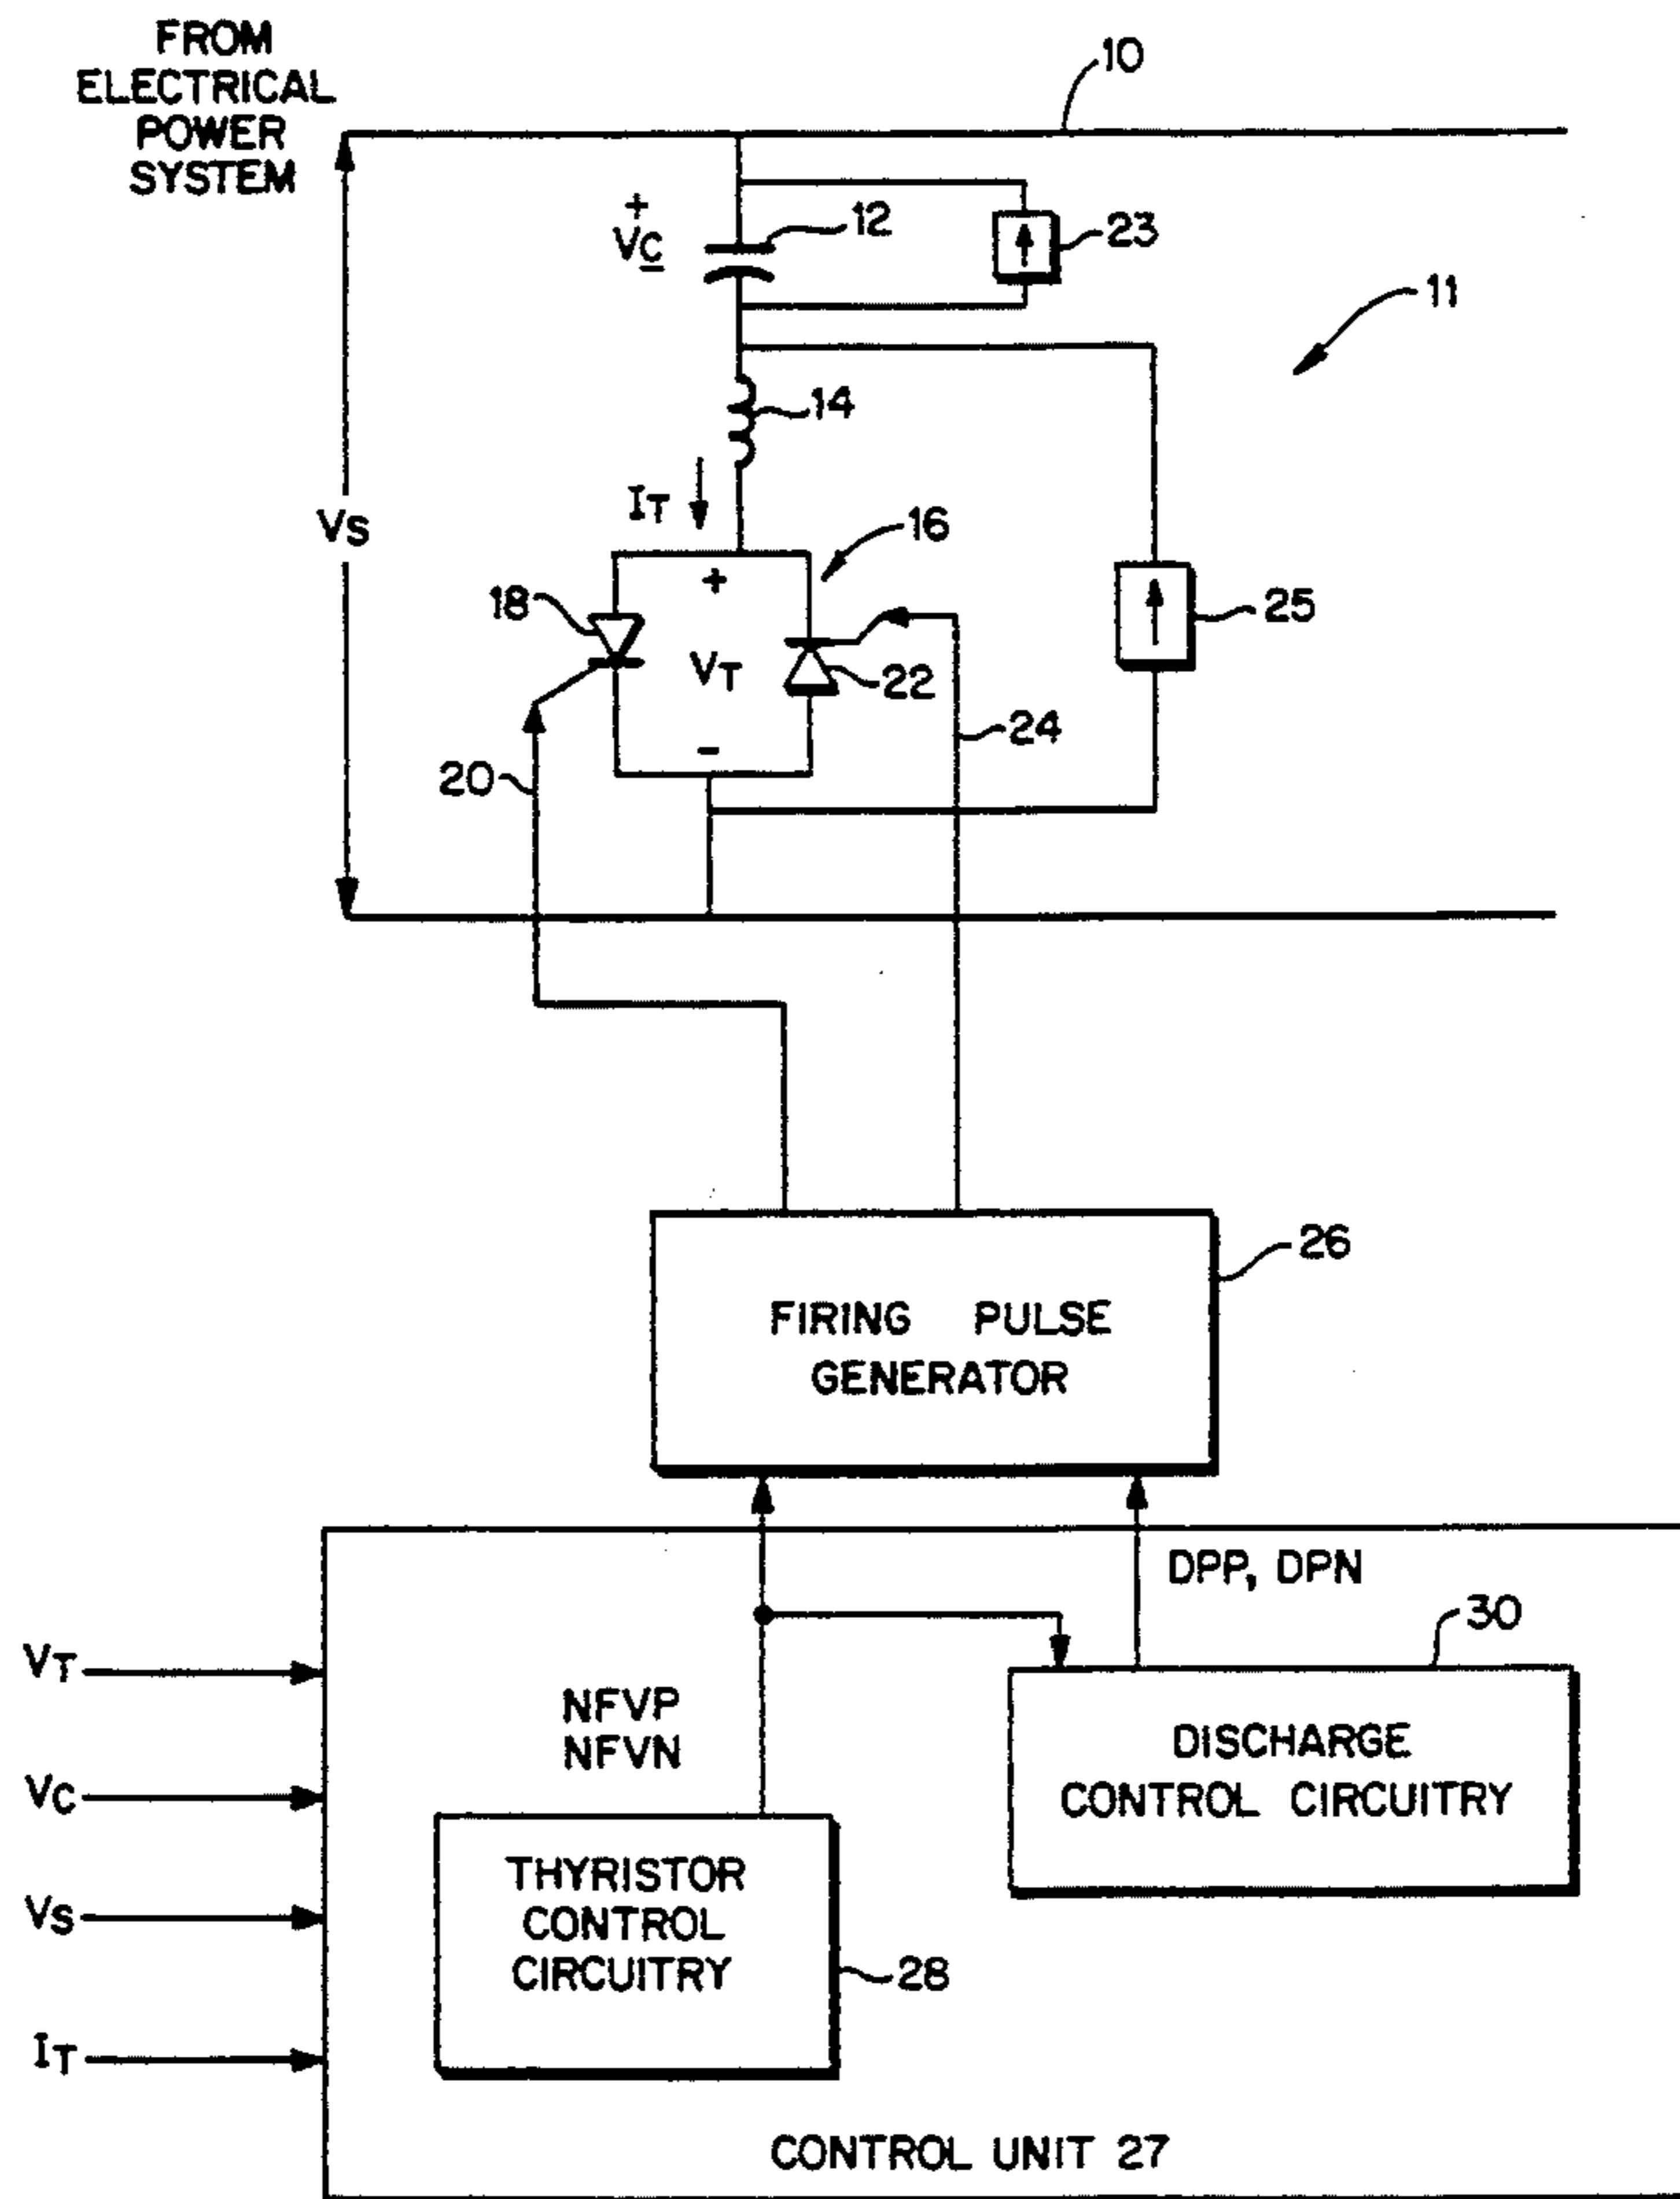 FROM
ELECTRICAL
POWER
SYSTEM
10
+
VC
-
12
23
11
14
IT
16
VS
+
18
VT
22
25
-
24
20
26
FIRING PULSE
GENERATOR
DPP, DPN
30
VT
NFVP
NFVN
DISCHARGE
CONTROL CIRCUITRY
VC
THYRISTOR
CONTROL
CIRCUITRY
VS
28
IT
CONTROL UNIT 27